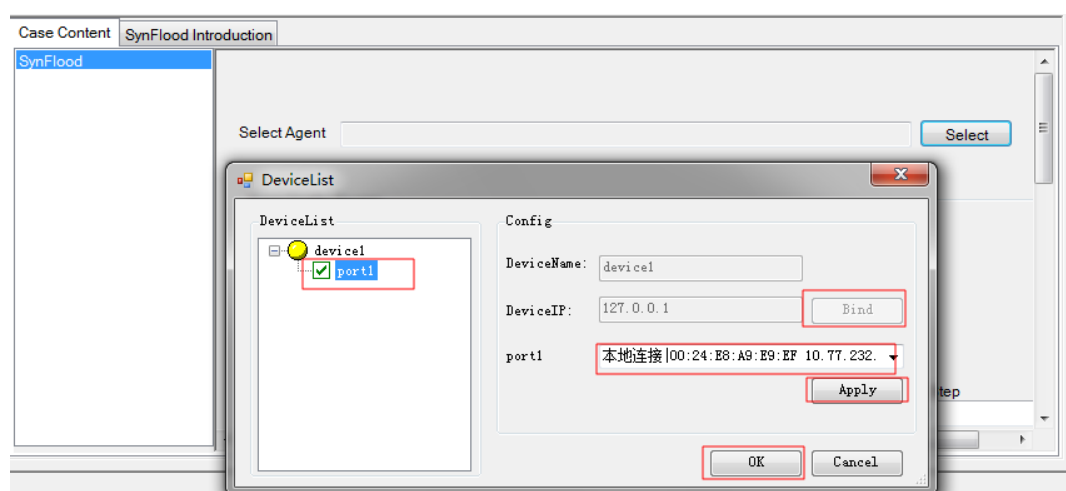 Case Content SynFlood Introduction
SynFlood
Select Agent Select
DeviceList
DeviceList Config
device1
port1
DeviceName: device1
DeviceIP: 127.0.0.1 Bind
port1 本地连接|00:24:E8:A9:E9:EF 10.77.232.
Apply
tep
OK Cancel